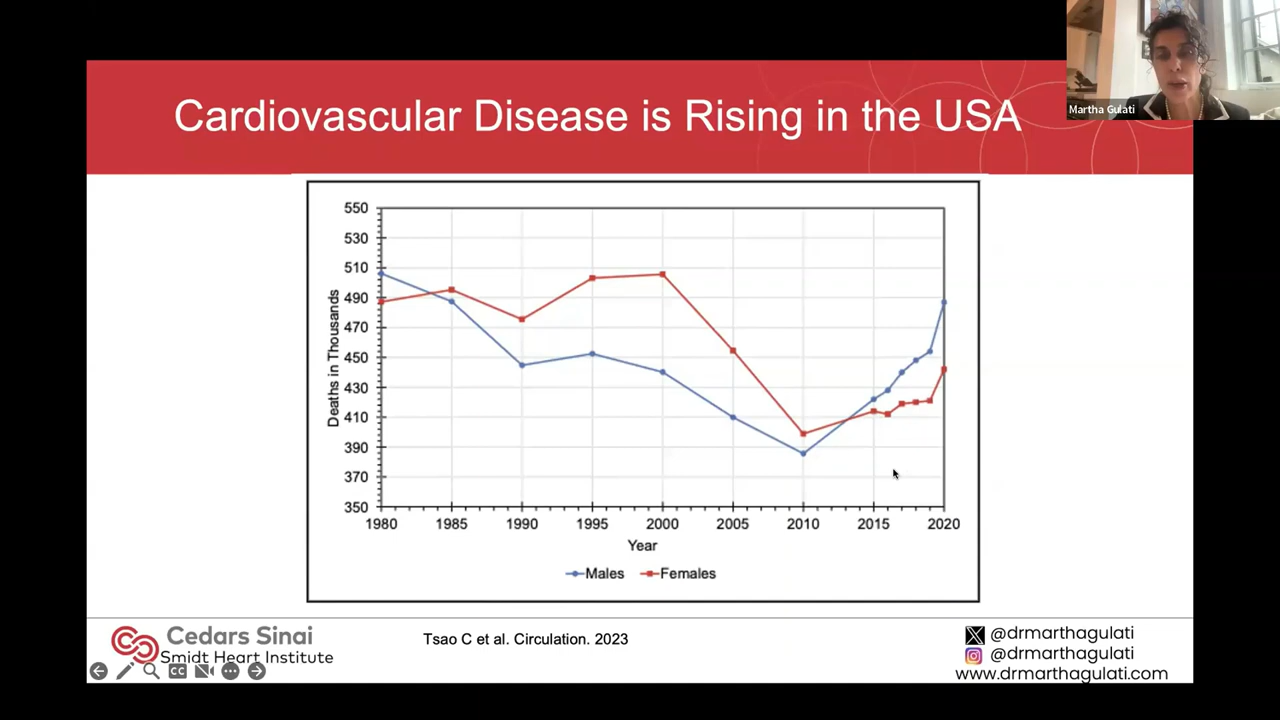 Martha Gulati
Cardiovascular Disease is Rising in the USA
550
530
510
490
470
450
430
410
390
370
350
Deaths in Thousands
1980 1985 1990 1995 2000 2005 2010 2015 2020
Year
Males Females
Cedars Sinai
Smidt Heart Institute
Tsao C et al. Circulation. 2023
@drmarthagulati
@drmarthagulati
www.drmarthagulati.com
CC